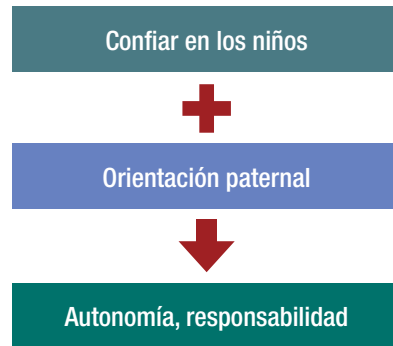 Confiar en los niños
Orientación paternal
Autonomía, responsabilidad